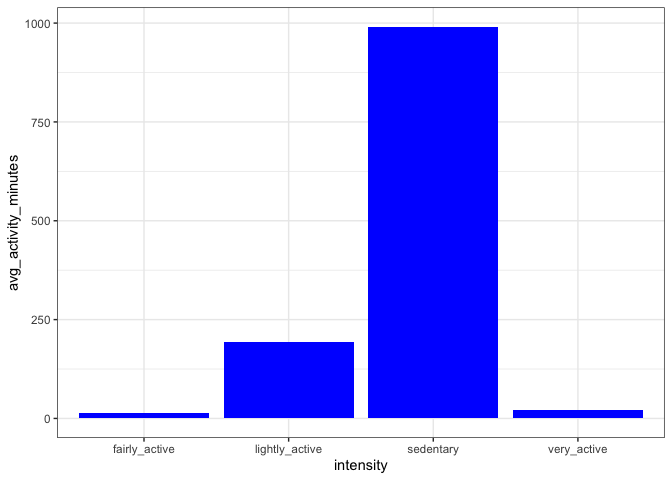 1000
750
500
250
0
avg_activity_minutes
fairly_active
lightly_active
sedentary
very_active
intensity